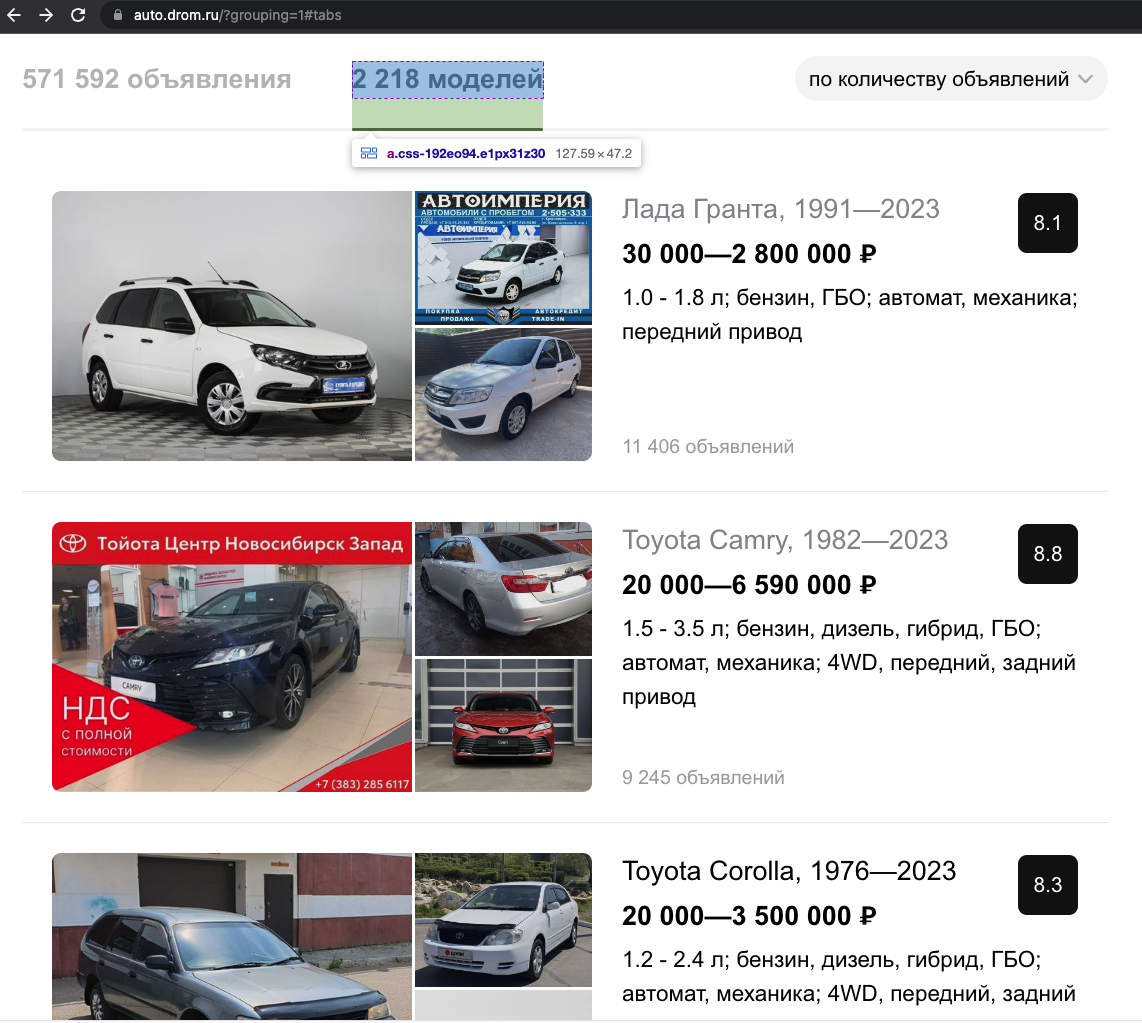 auto.drom.ru/?grouping=1#tabs
571 592 объявления
2 218 моделей
по количеству объявлений
a.css-192eo94.e1px31z30 127.59 × 47.2
АВТОИМПЕРИЯ
АВТОМОБИЛИ С ПРОБЕГОМ 2-505-333
АВТОИМПЕРИЯ
ПОКУПКА
ПРОДАЖА
АВТОКРЕДИТ
TRADE-IN
Лада Гранта, 1991—2023
8.1
30 000—2 800 000 ₽
1.0 - 1.8 л; бензин, ГБО; автомат, механика;
передний привод
11 406 объявлений
Тойота Центр Новосибирск Запад
CAMRY
НДС
С ПОЛНОЙ
СТОИМОСТИ
+7 (383) 285 6117
Toyota Camry, 1982—2023
8.8
20 000—6 590 000 ₽
1.5 - 3.5 л; бензин, дизель, гибрид, ГБО;
автомат, механика; 4WD, передний, задний
привод
9 245 объявлений
Toyota Corolla, 1976—2023
8.3
20 000—3 500 000 ₽
1.2 - 2.4 л; бензин, дизель, гибрид, ГБО;
автомат, механика; 4WD, передний, задний